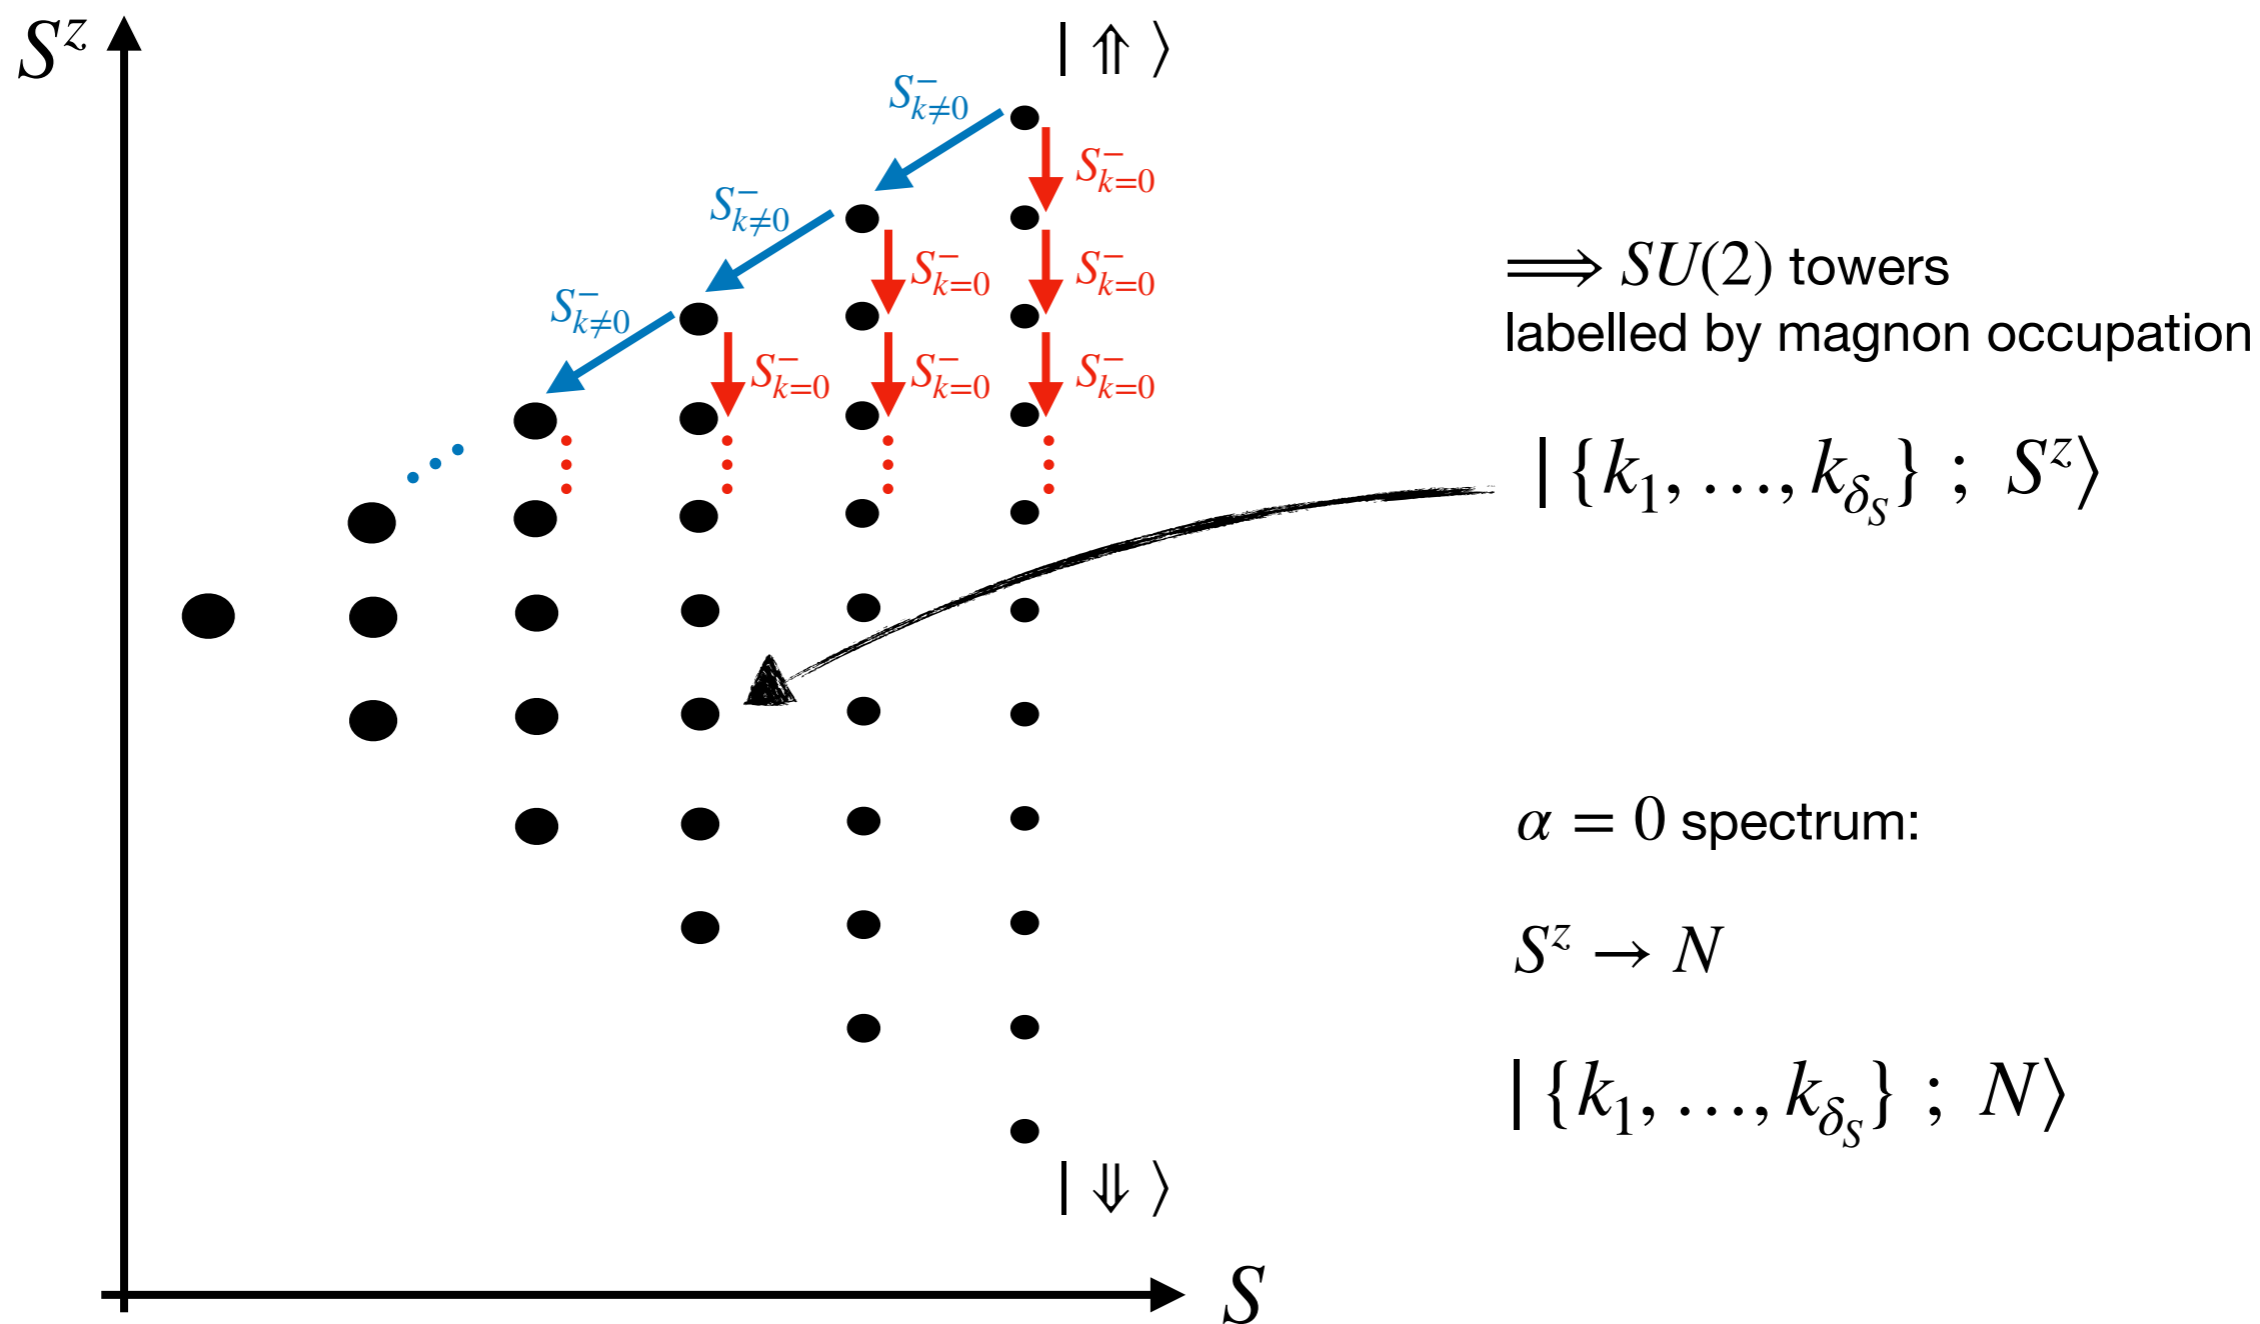 S^z
| ⇑ ⟩
S^-_{k≠0}
S^-_{k=0}
S^-_{k≠0}
S^-_{k=0}
S^-_{k=0}
S^-_{k≠0}
S^-_{k=0}
S^-_{k=0}
S^-_{k=0}
⟹ SU(2) towers
labelled by magnon occupation
| {k_1, …, k_{δ_S}} ; S^z⟩
α = 0 spectrum:
S^z → N
| {k_1, …, k_{δ_S}} ; N⟩
| ⇓ ⟩
S